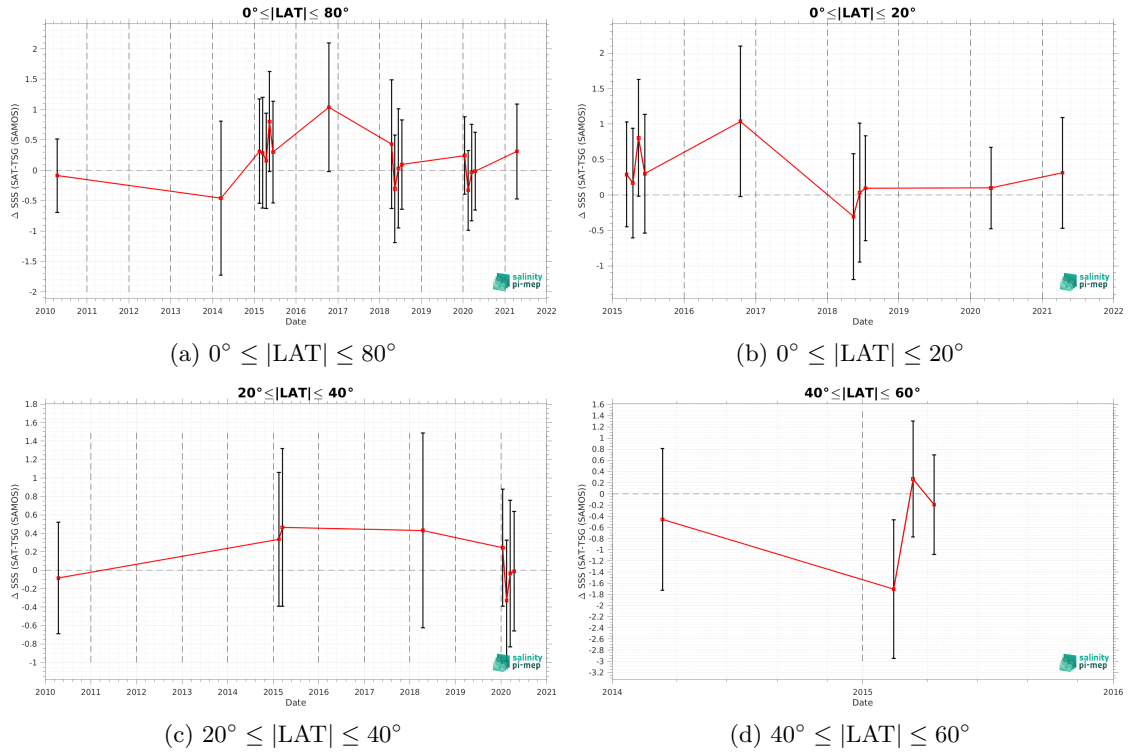 0°≤|LAT|≤ 80°
2
1.5
1
0.5
0
-0.5
-1
-1.5
-2
Δ SSS (SAT-TSG (SAMOS))
2010 2011 2012 2013 2014 2015 2016 2017 2018 2019 2020 2021 2022
Date
salinity
pi-mep
(a) 0° ≤ |LAT| ≤ 80°
0°≤|LAT|≤ 20°
2
1.5
1
0.5
0
-0.5
-1
Δ SSS (SAT-TSG (SAMOS))
2015 2016 2017 2018 2019 2020 2021 2022
Date
salinity
pi-mep
(b) 0° ≤ |LAT| ≤ 20°
20°≤|LAT|≤ 40°
1.8
1.6
1.4
1.2
1
0.8
0.6
0.4
0.2
0
-0.2
-0.4
-0.6
-0.8
-1
Δ SSS (SAT-TSG (SAMOS))
2010 2011 2012 2013 2014 2015 2016 2017 2018 2019 2020 2021
Date
salinity
pi-mep
(c) 20° ≤ |LAT| ≤ 40°
40°≤|LAT|≤ 60°
1.6
1.4
1.2
1
0.8
0.6
0.4
0.2
0
-0.2
-0.4
-0.6
-0.8
-1
-1.2
-1.4
-1.6
-1.8
-2
-2.2
-2.4
-2.6
-2.8
-3
-3.2
Δ SSS (SAT-TSG (SAMOS))
2014 2015 2016
Date
salinity
pi-mep
(d) 40° ≤ |LAT| ≤ 60°